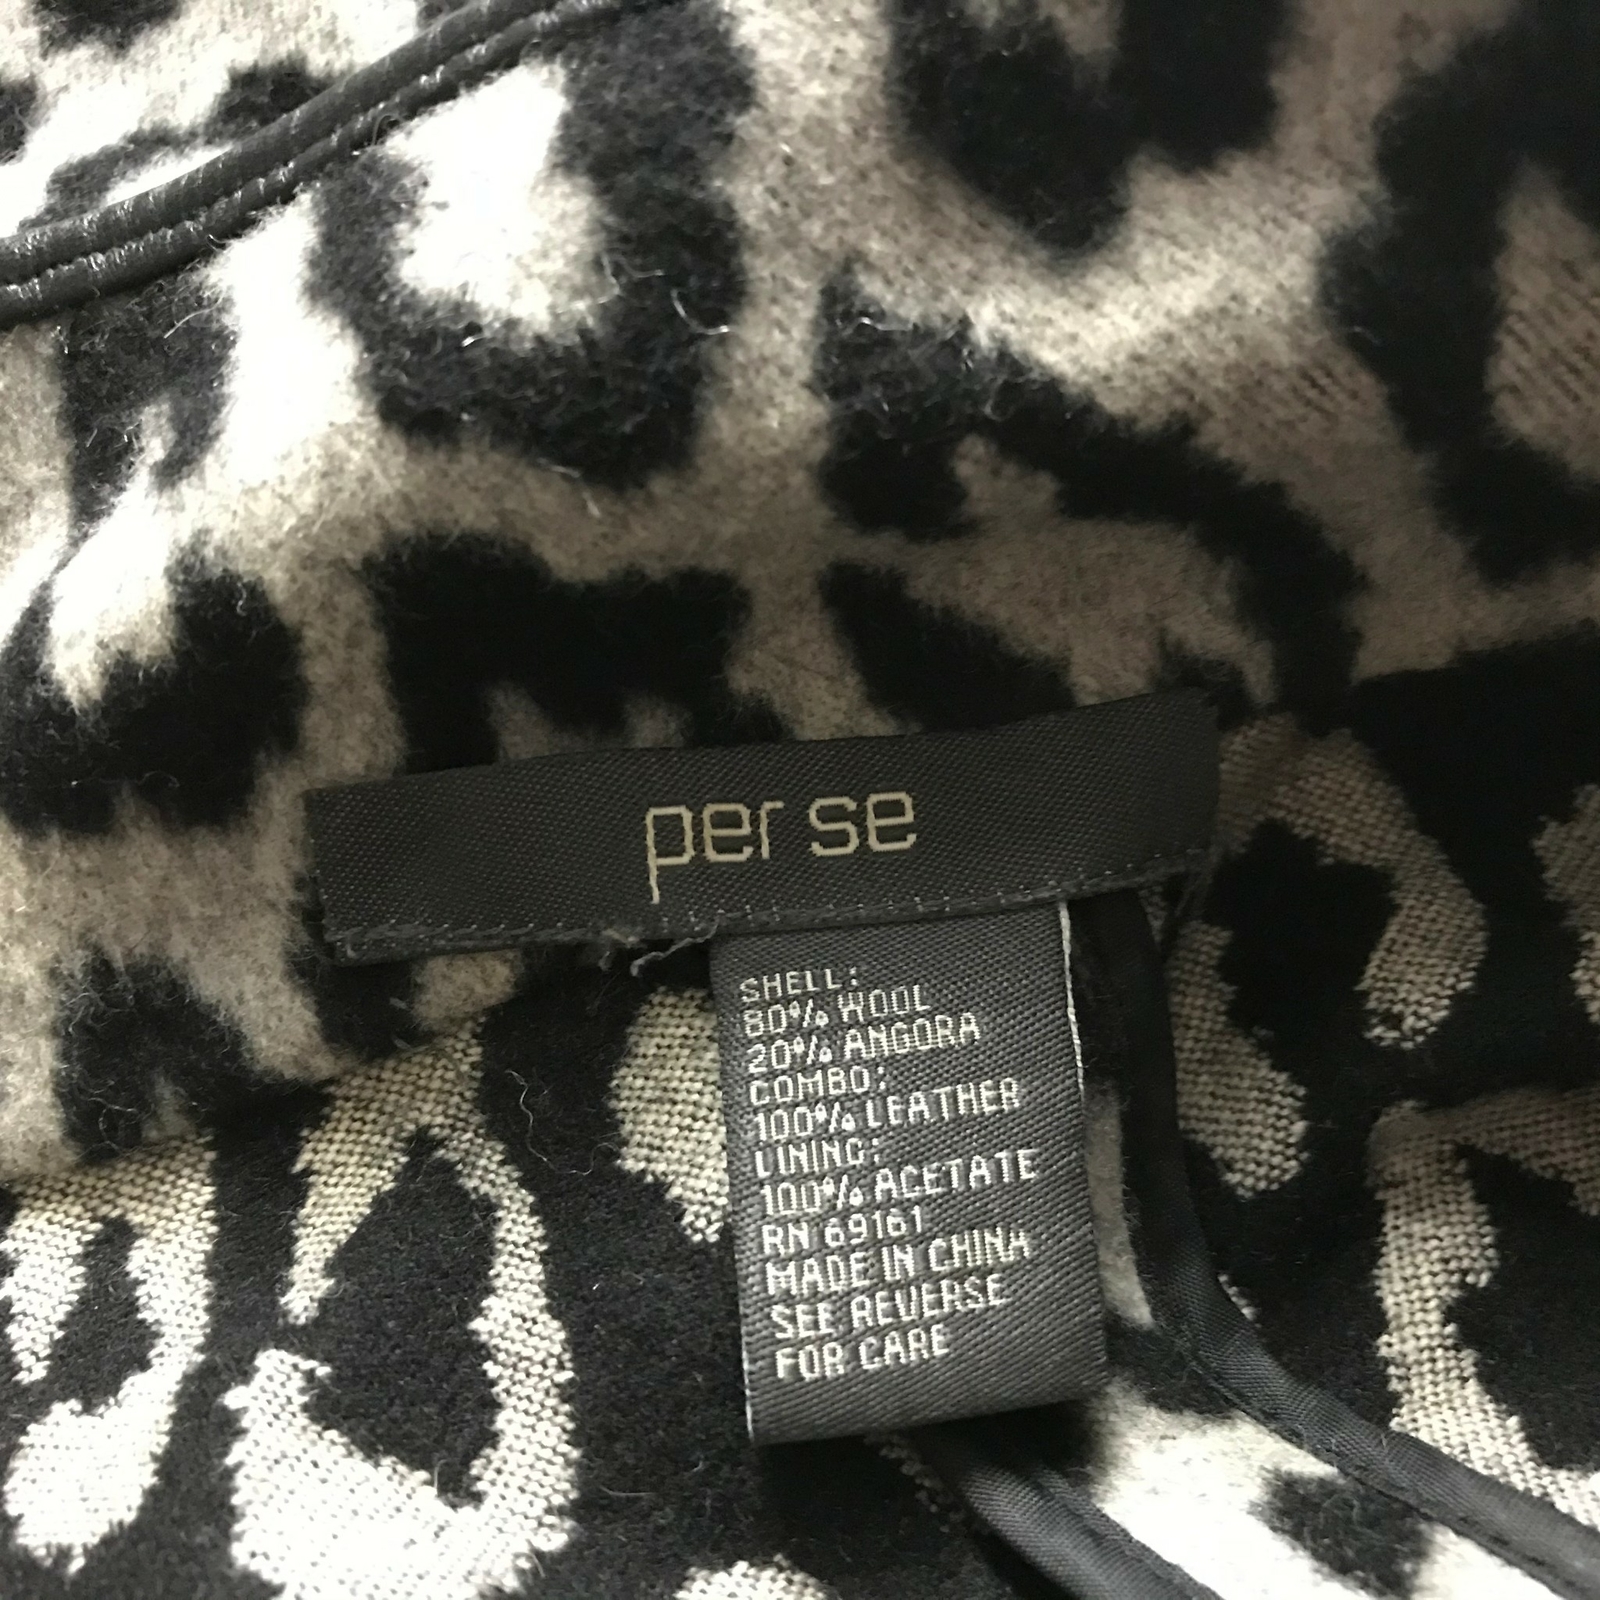 per se
SHELL:
80% WOOL
20% ANGORA
COMBO:
100% LEATHER
LINING:
100% ACETATE
RN 69161
MADE IN CHINA
SEE REVERSE
FOR CARE